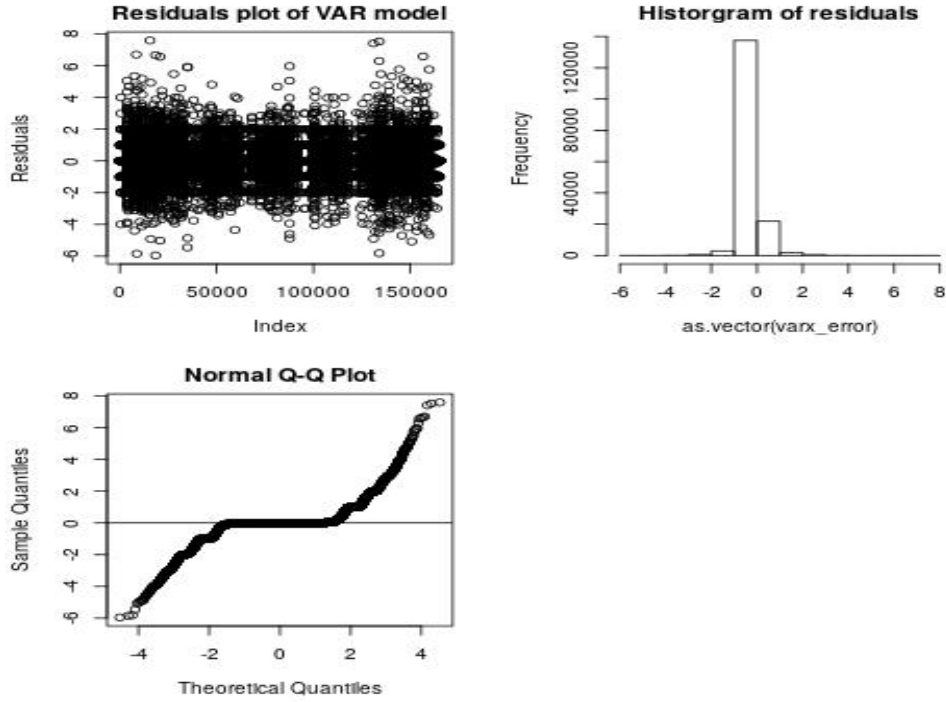 Residuals plot of VAR model
Residuals
8
6
4
2
0
-2
-4
-6
0 50000 100000 150000
Index
Historgram of residuals
Frequency
120000
80000
40000
0
-6 -4 -2 0 2 4 6 8
as.vector(varx_error)
Normal Q-Q Plot
Sample Quantiles
8
6
4
2
0
-2
-4
-6
-4 -2 0 2 4
Theoretical Quantiles